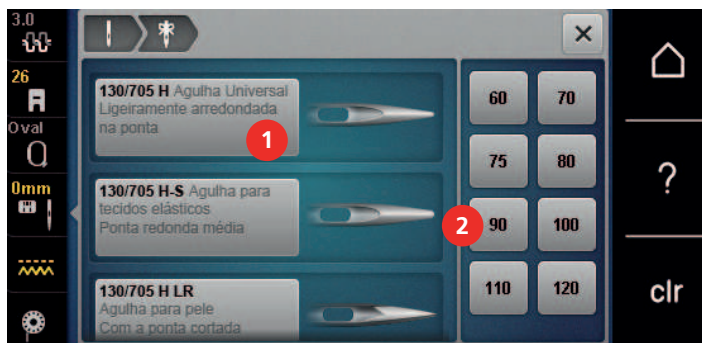 3.0
26
Oval
0mm
130/705 H Agulha Universal
Ligeiramente arredondada
na ponta
1
130/705 H-S Agulha para
tecidos elásticos
Ponta redonda média
130/705 H LR
Agulha para pele
Com a ponta cortada
60 70
75 80
2
90 100
110 120
?
clr